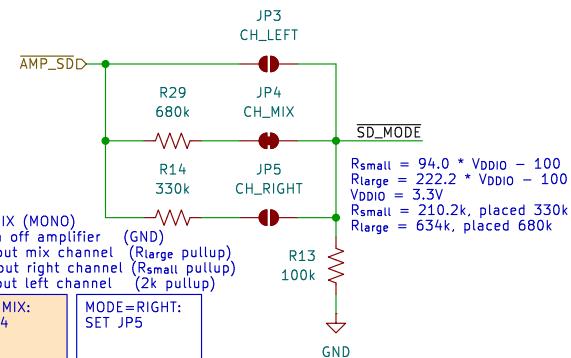 JP3
CH_LEFT
AMP_SD
R29
680k
JP4
CH_MIX
SD_MODE
R14
330k
JP5
CH_RIGHT
Rsmall = 94.0 * VDDIO - 100
Rlarge = 222.2 * VDDIO - 100
VDDIO = 3.3V
Rsmall = 210.2k, placed 330k
Rlarge = 634k, placed 680k
(MONO)
off amplifier (GND)
mix channel (Rlarge pullup)
right channel (Rsmall pullup)
left channel (2k pullup)
R13
100k
MIX:
4
MODE=RIGHT:
SET JP5
GND